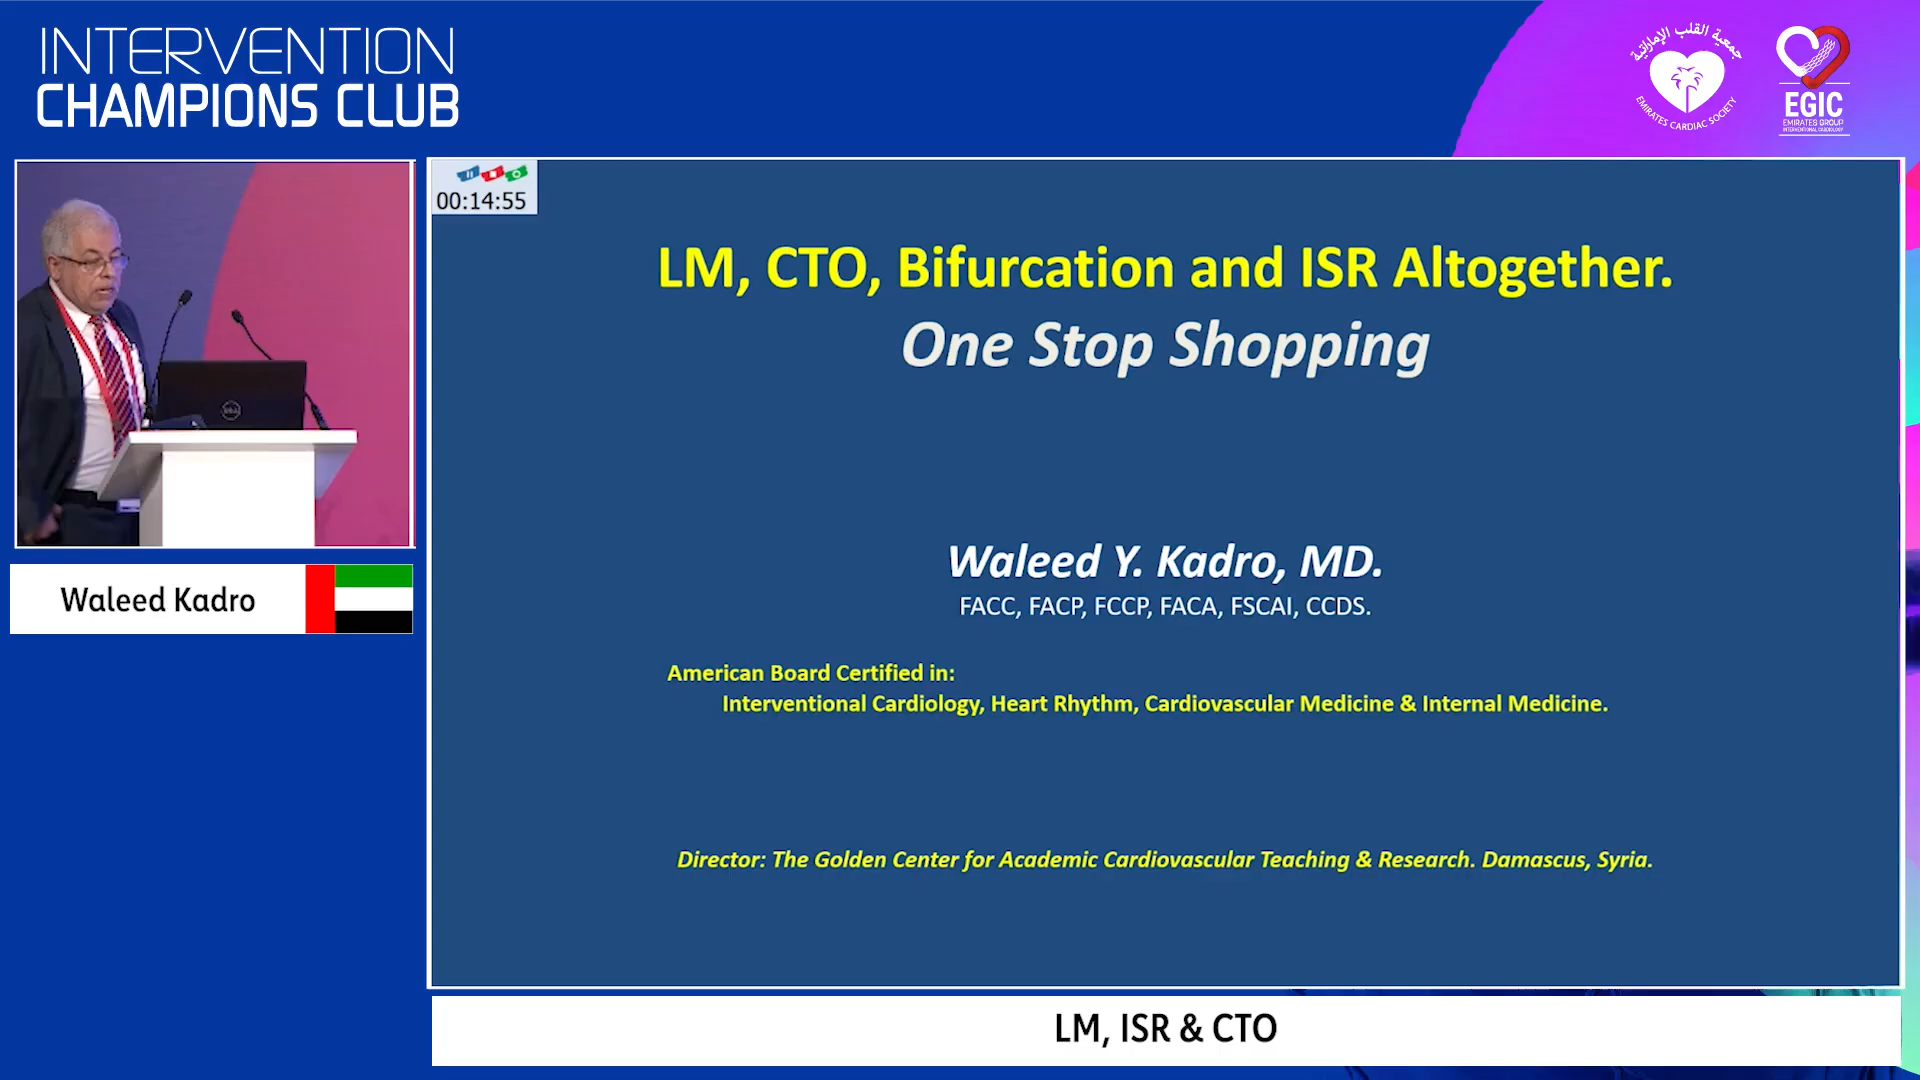 INTERVENTION
CHAMPIONS CLUB
جمعية القلب الإماراتية
EMIRATES CARDIAC SOCIETY
EGIC
EMIRATES GROUP
INTERVENTIONAL CARDIOLOGY
00:14:55
LM, CTO, Bifurcation and ISR Altogether.
One Stop Shopping
Waleed Y. Kadro, MD.
FACC, FACP, FCCP, FACA, FSCAI, CCDS.
American Board Certified in:
Interventional Cardiology, Heart Rhythm, Cardiovascular Medicine & Internal Medicine.
Director: The Golden Center for Academic Cardiovascular Teaching & Research. Damascus, Syria.
DELL
Waleed Kadro
LM, ISR & CTO